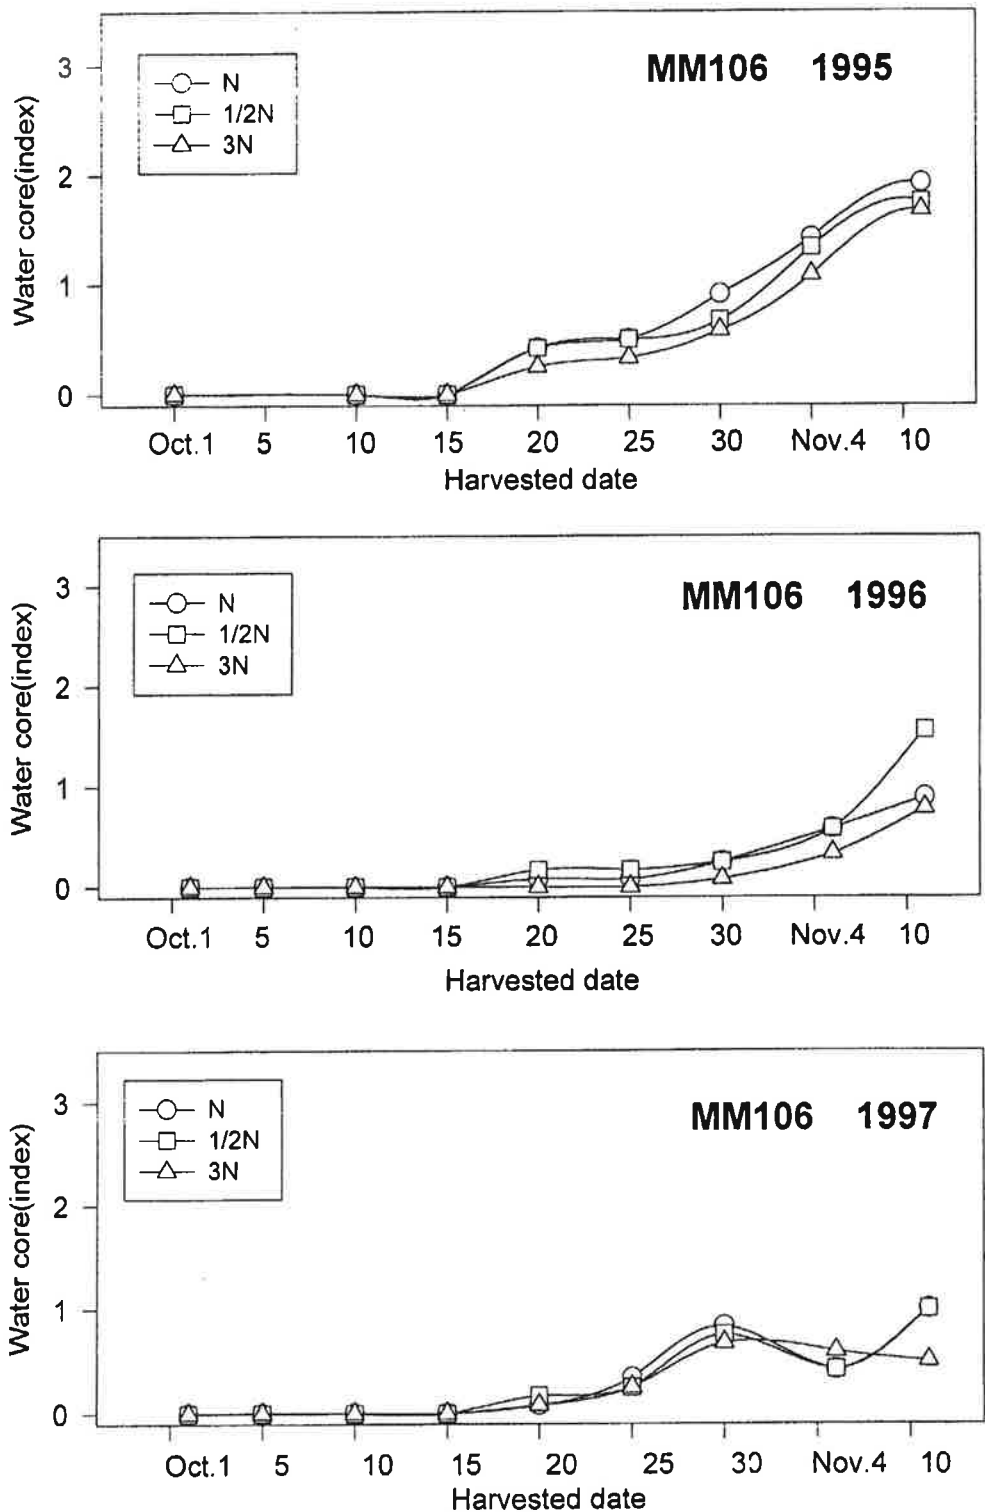 MM106 1995
N
1/2N
3N
Water core(index)
3
2
1
0
Oct.1 5 10 15 20 25 30 Nov.4 10
Harvested date
MM106 1996
N
1/2N
3N
Water core(index)
3
2
1
0
Oct.1 5 10 15 20 25 30 Nov.4 10
Harvested date
MM106 1997
N
1/2N
3N
Water core(index)
3
2
1
0
Oct.1 5 10 15 20 25 30 Nov.4 10
Harvested date